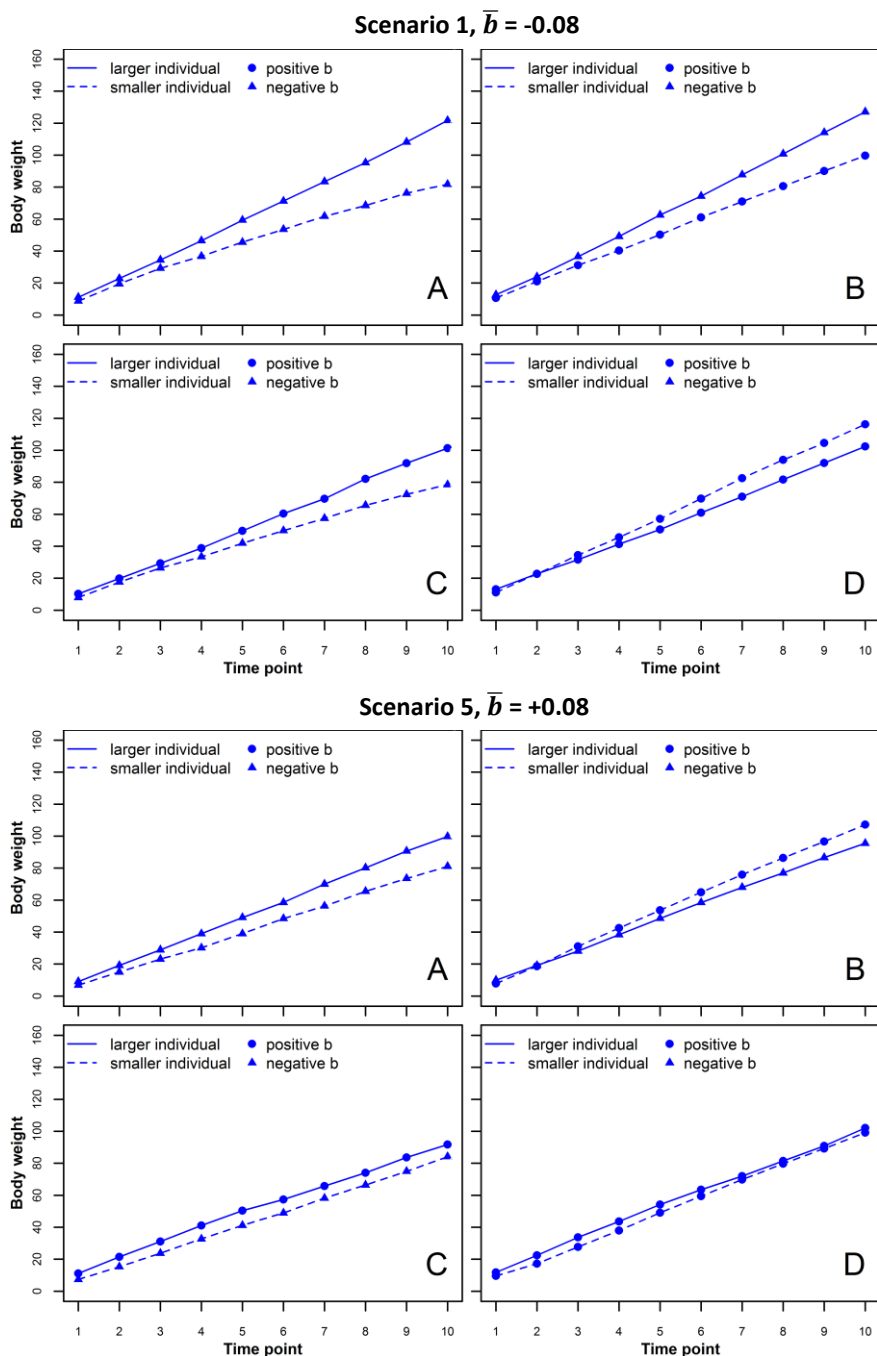 Scenario 1, b̅ = -0.08
larger individual positive b
smaller individual negative b
larger individual positive b
smaller individual negative b
Body weight
0 20 40 60 80 100 120 140 160
A
B
larger individual positive b
smaller individual negative b
larger individual positive b
smaller individual negative b
Body weight
0 20 40 60 80 100 120 140 160
C
D
1 2 3 4 5 6 7 8 9 10
1 2 3 4 5 6 7 8 9 10
Time point
Time point
Scenario 5, b̅ = +0.08
larger individual positive b
smaller individual negative b
larger individual positive b
smaller individual negative b
Body weight
0 20 40 60 80 100 120 140 160
A
B
larger individual positive b
smaller individual negative b
larger individual positive b
smaller individual negative b
Body weight
0 20 40 60 80 100 120 140 160
C
D
1 2 3 4 5 6 7 8 9 10
1 2 3 4 5 6 7 8 9 10
Time point
Time point